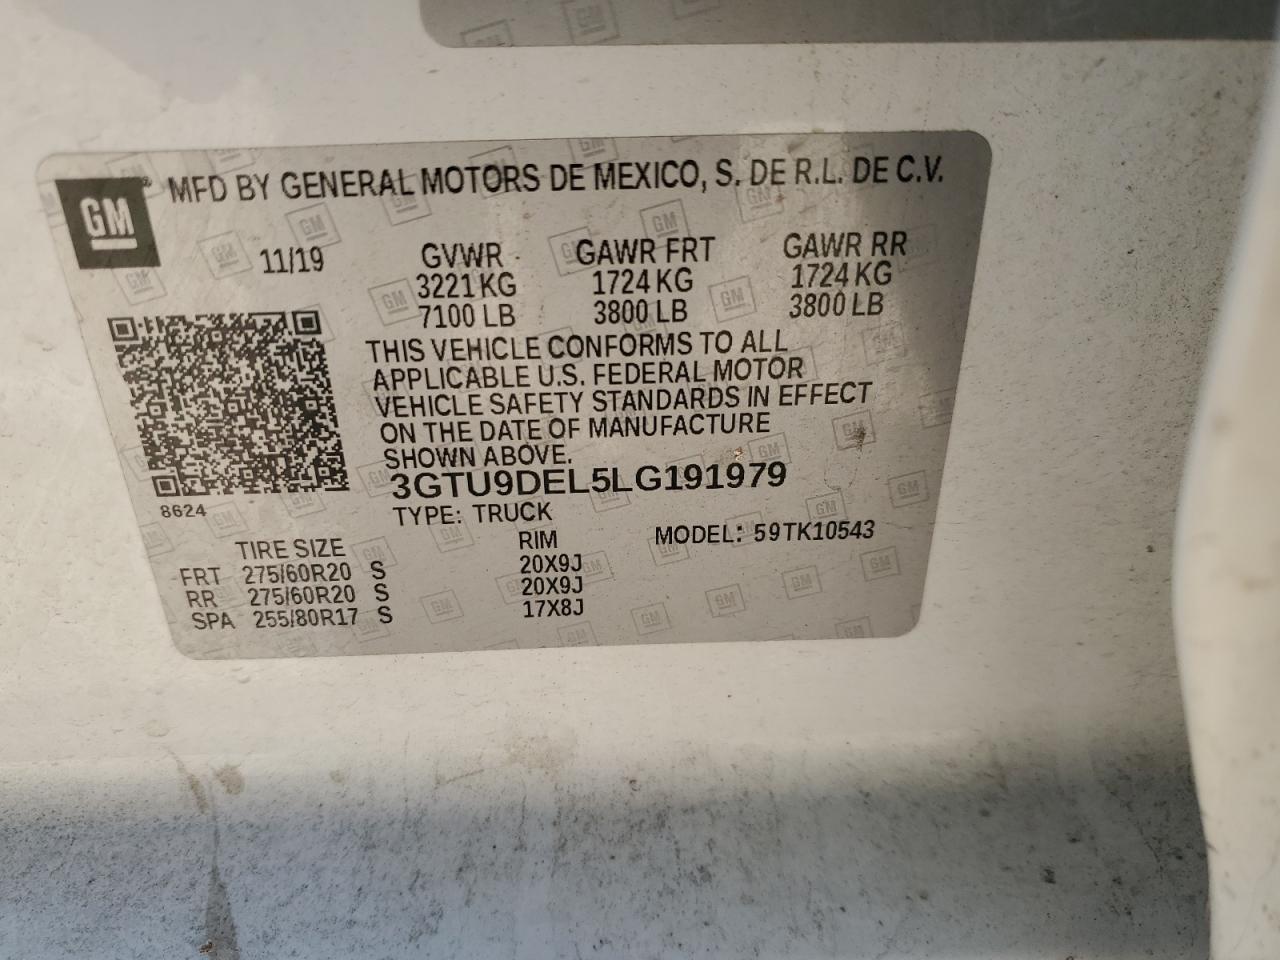 GM
MFD BY GENERAL MOTORS DE MEXICO, S. DE R.L. DE C.V.
11/19
GVWR GAWR FRT GAWR RR
3221 KG 1724 KG 1724 KG
7100 LB 3800 LB 3800 LB
THIS VEHICLE CONFORMS TO ALL
APPLICABLE U.S. FEDERAL MOTOR
VEHICLE SAFETY STANDARDS IN EFFECT
ON THE DATE OF MANUFACTURE
SHOWN ABOVE.
3GTU9DEL5LG191979
8624
TYPE: TRUCK
TIRE SIZE RIM MODEL: 59TK10543
FRT 275/60R20 S 20X9J
RR 275/60R20 S 20X9J
SPA 255/80R17 S 17X8J